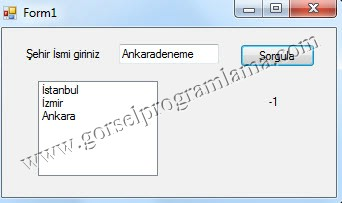 Form1
Şehir İsmi giriniz
Ankaradeneme
Sorgula
İstanbul
İzmir
Ankara
-1
www.gorselprogramlama.com